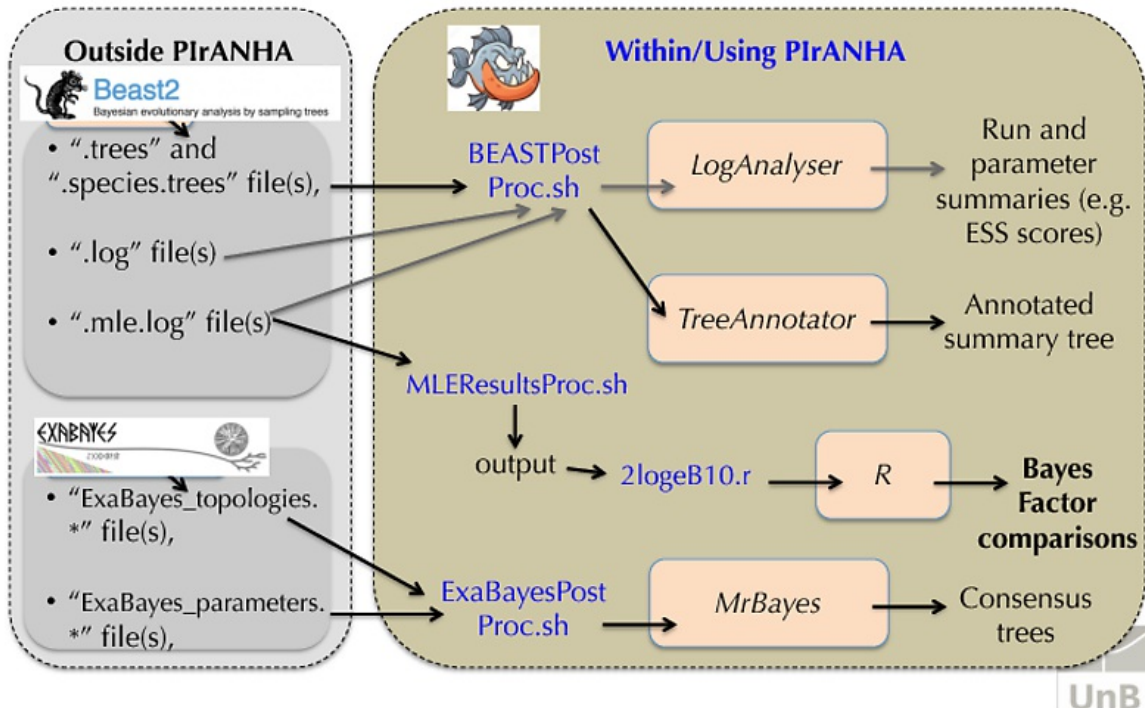 Outside PIrANHA
Beast2
Bayesian evolutionary analysis by sampling trees
• “.trees” and
“.species.trees” file(s),
• “.log” file(s)
• “.mle.log” file(s)
EXABAYES
• “ExaBayes_topologies.
*” file(s),
• “ExaBayes_parameters.
*” file(s),
Within/Using PIrANHA
BEASTPost
Proc.sh
LogAnalyser
Run and
parameter
summaries (e.g.
ESS scores)
TreeAnnotator
Annotated
summary tree
MLEResultsProc.sh
output
2logeB10.r
R
Bayes
Factor
comparisons
ExaBayesPost
Proc.sh
MrBayes
Consensus
trees
UnB